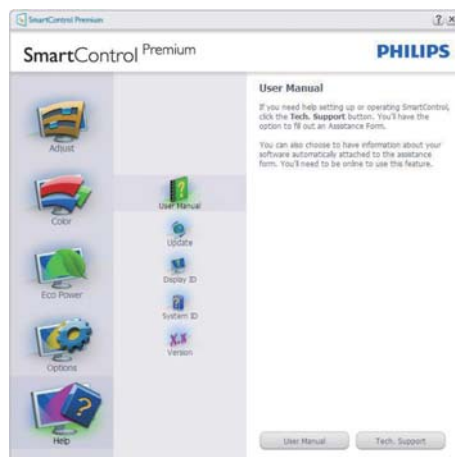 SmartControl Premium
SmartControl Premium
PHILIPS
Adjust
Color
Eco Power
Options
Help
User Manual
Update
Display ID
System ID
Version
User Manual
If you need help setting up or operating SmartControl,
click the Tech. Support button. You'll have the
option to fill out an Assistance Form.
You can also choose to have information about your
software automatically attached to the assistance
form. You'll need to be online to use this feature.
User Manual
Tech. Support